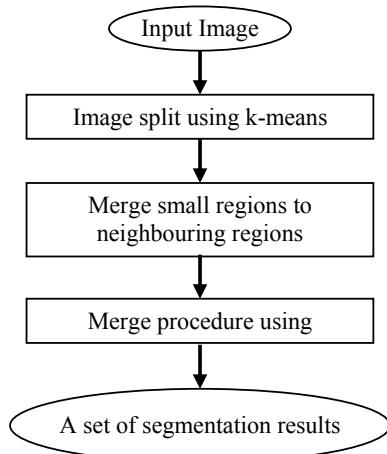 Input Image
Image split using k-means
Merge small regions to
neighbouring regions
Merge procedure using
A set of segmentation results